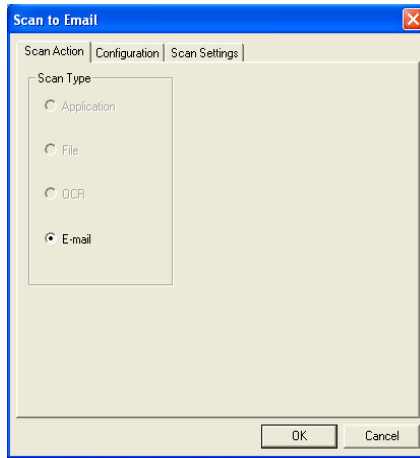 Scan to Email
Scan Action Configuration Scan Settings
Scan Type
Application
File
OCR
E-mail
OK Cancel